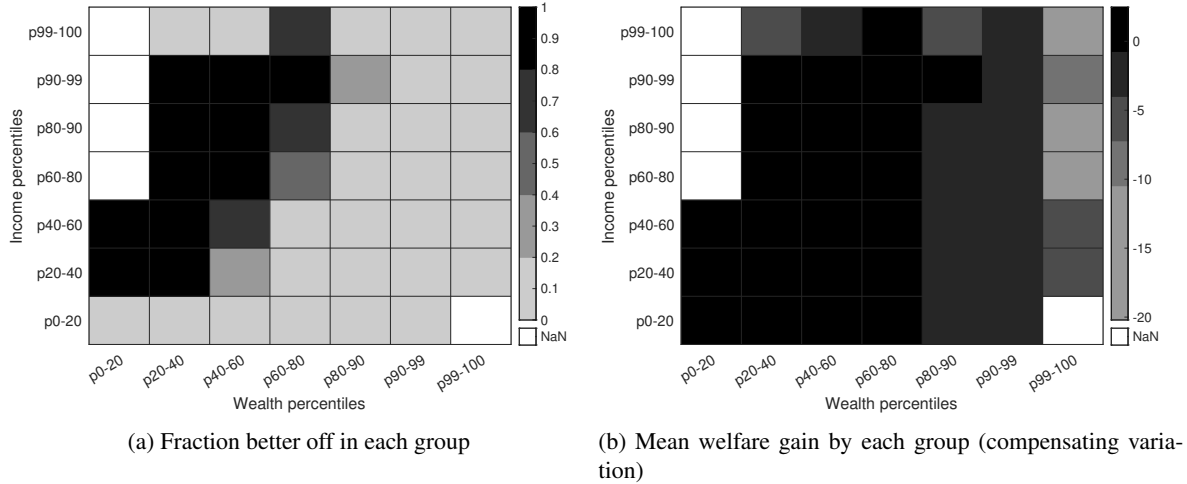 p99-100
p90-99
p80-90
p60-80
p40-60
p20-40
p0-20
Income percentiles
p0-20
p20-40
p40-60
p60-80
p80-90
p90-99
p99-100
Wealth percentiles
1
0.9
0.8
0.7
0.6
0.5
0.4
0.3
0.2
0.1
0
NaN
(a) Fraction better off in each group
p99-100
p90-99
p80-90
p60-80
p40-60
p20-40
p0-20
Income percentiles
p0-20
p20-40
p40-60
p60-80
p80-90
p90-99
p99-100
Wealth percentiles
0
-5
-10
-15
-20
NaN
(b) Mean welfare gain by each group (compensating varia-
tion)